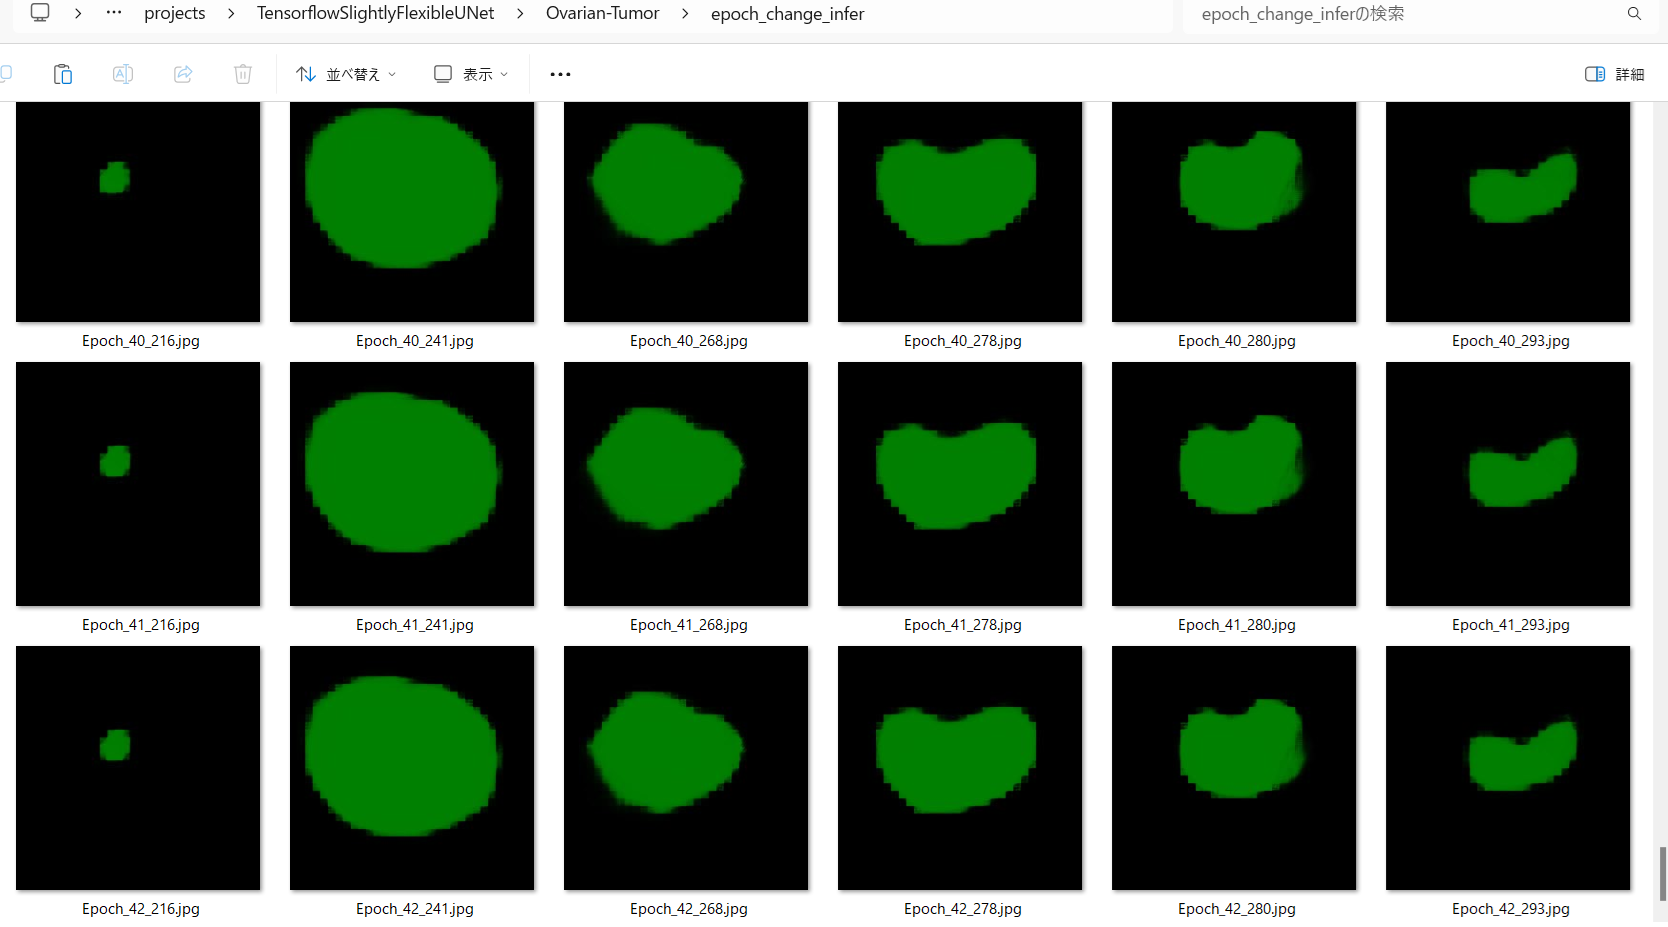 projects > TensorflowSlightlyFlexibleUNet > Ovarian-Tumor > epoch_change_infer
epoch_change_inferの検索
並べ替え
表示
詳細
Epoch_40_216.jpg
Epoch_40_241.jpg
Epoch_40_268.jpg
Epoch_40_278.jpg
Epoch_40_280.jpg
Epoch_40_293.jpg
Epoch_41_216.jpg
Epoch_41_241.jpg
Epoch_41_268.jpg
Epoch_41_278.jpg
Epoch_41_280.jpg
Epoch_41_293.jpg
Epoch_42_216.jpg
Epoch_42_241.jpg
Epoch_42_268.jpg
Epoch_42_278.jpg
Epoch_42_280.jpg
Epoch_42_293.jpg